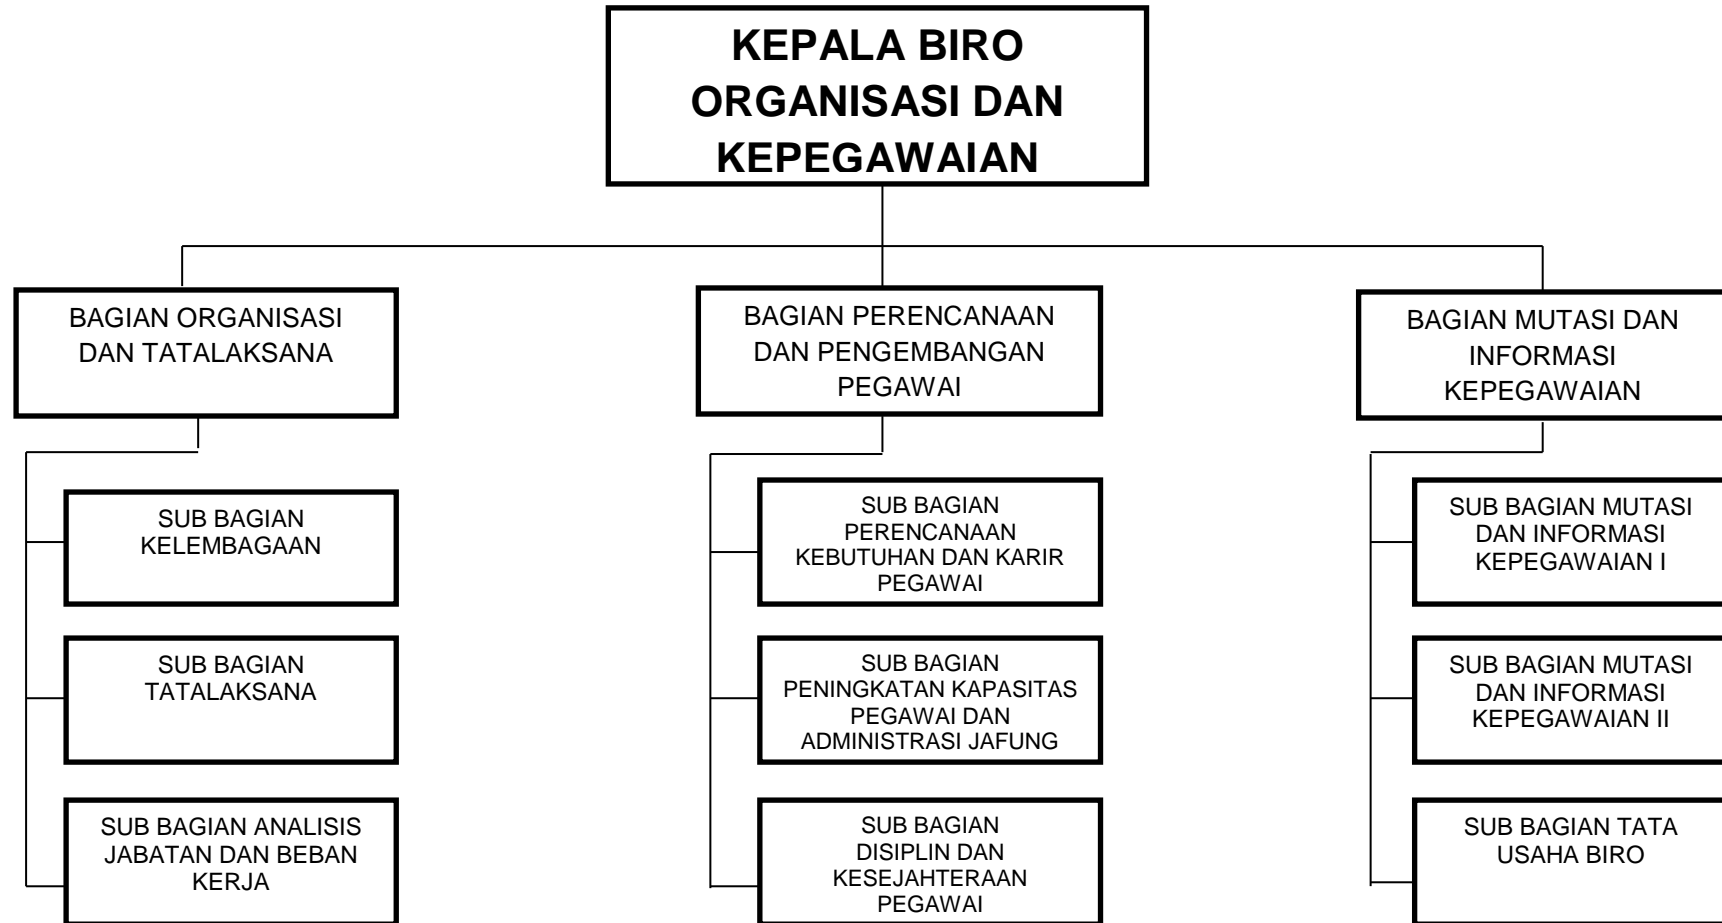 KEPALA BIRO
ORGANISASI DAN
KEPEGAWAIAN
BAGIAN ORGANISASI
DAN TATALAKSANA
BAGIAN PERENCANAAN
DAN PENGEMBANGAN
PEGAWAI
BAGIAN MUTASI DAN
INFORMASI
KEPEGAWAIAN
SUB BAGIAN
KELEMBAGAAN
SUB BAGIAN
TATALAKSANA
SUB BAGIAN ANALISIS
JABATAN DAN BEBAN
KERJA
SUB BAGIAN
PERENCANAAN
KEBUTUHAN DAN KARIR
PEGAWAI
SUB BAGIAN
PENINGKATAN KAPASITAS
PEGAWAI DAN
ADMINISTRASI JAFUNG
SUB BAGIAN
DISIPLIN DAN
KESEJAHTERAAN
PEGAWAI
SUB BAGIAN MUTASI
DAN INFORMASI
KEPEGAWAIAN I
SUB BAGIAN MUTASI
DAN INFORMASI
KEPEGAWAIAN II
SUB BAGIAN TATA
USAHA BIRO